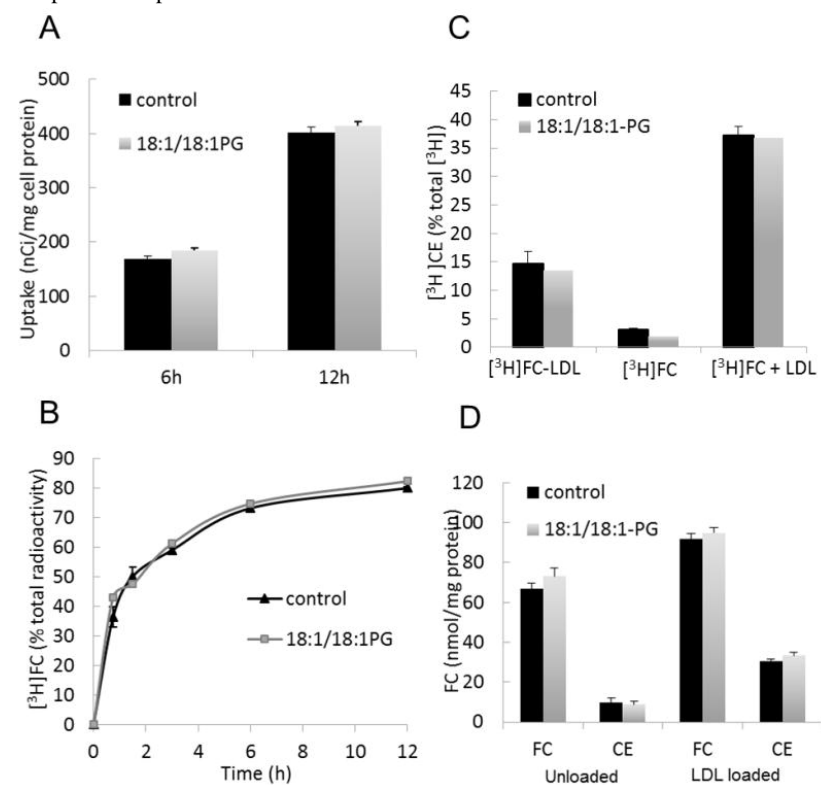 A
Uptake (nCi/mg cell protein)
500
400
300
200
100
0
control
18:1/18:1PG
6h
12h
B
[³H]FC (% total radioactivity)
90
80
70
60
50
40
30
20
10
0
control
18:1/18:1PG
0 2 4 6 8 10 12
Time (h)
C
[³H]CE (% total [³H])
45
40
35
30
25
20
15
10
5
0
control
18:1/18:1-PG
[³H]FC-LDL
[³H]FC
[³H]FC + LDL
D
FC (nmol/mg protein)
120
100
80
60
40
20
0
control
18:1/18:1-PG
FC CE FC CE
Unloaded LDL loaded